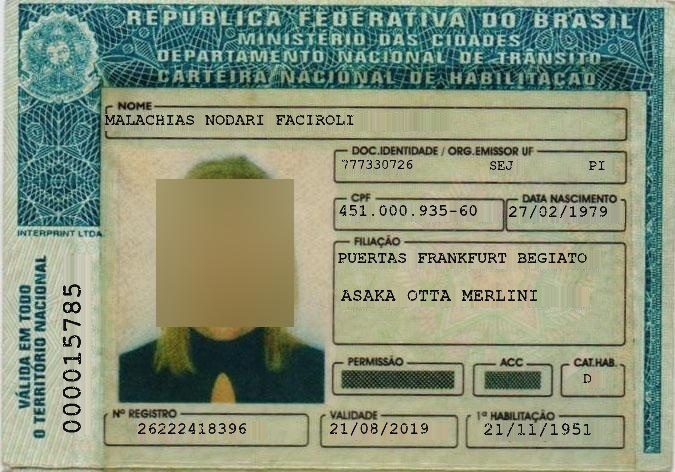 REPÚBLICA FEDERATIVA DO BRASIL
MINISTÉRIO DAS CIDADES
DEPARTAMENTO NACIONAL DE TRÂNSITO
CARTEIRA NACIONAL DE HABILITAÇÃO
NOME
MALACHIAS NODARI FACIROLI
DOC.IDENTIDADE / ORG.EMISSOR UF
777330726 SEJ PI
CPF DATA NASCIMENTO
451.000.935-60 27/02/1979
INTERPRINT LTDA
FILIAÇÃO
PUERTAS FRANKFURT BEGIATO
ASAKA OTTA MERLINI
VÁLIDA EM TODO
O TERRITÓRIO NACIONAL
000015785
PERMISSÃO ACC CAT.HAB.
D
Nº REGISTRO VALIDADE 1ª HABILITAÇÃO
26222418396 21/08/2019 21/11/1951